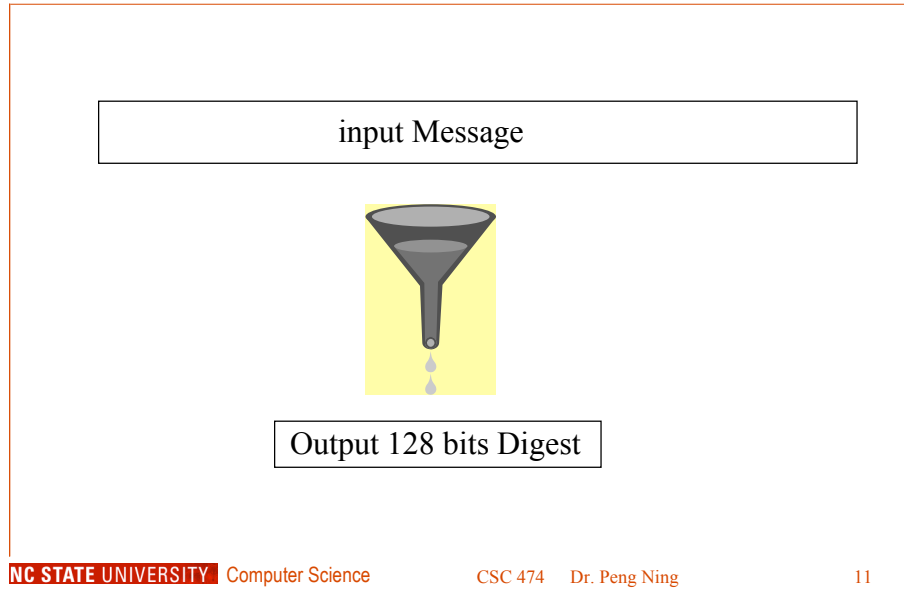 input Message
Output 128 bits Digest
NC STATE UNIVERSITY Computer Science CSC 474 Dr. Peng Ning 11